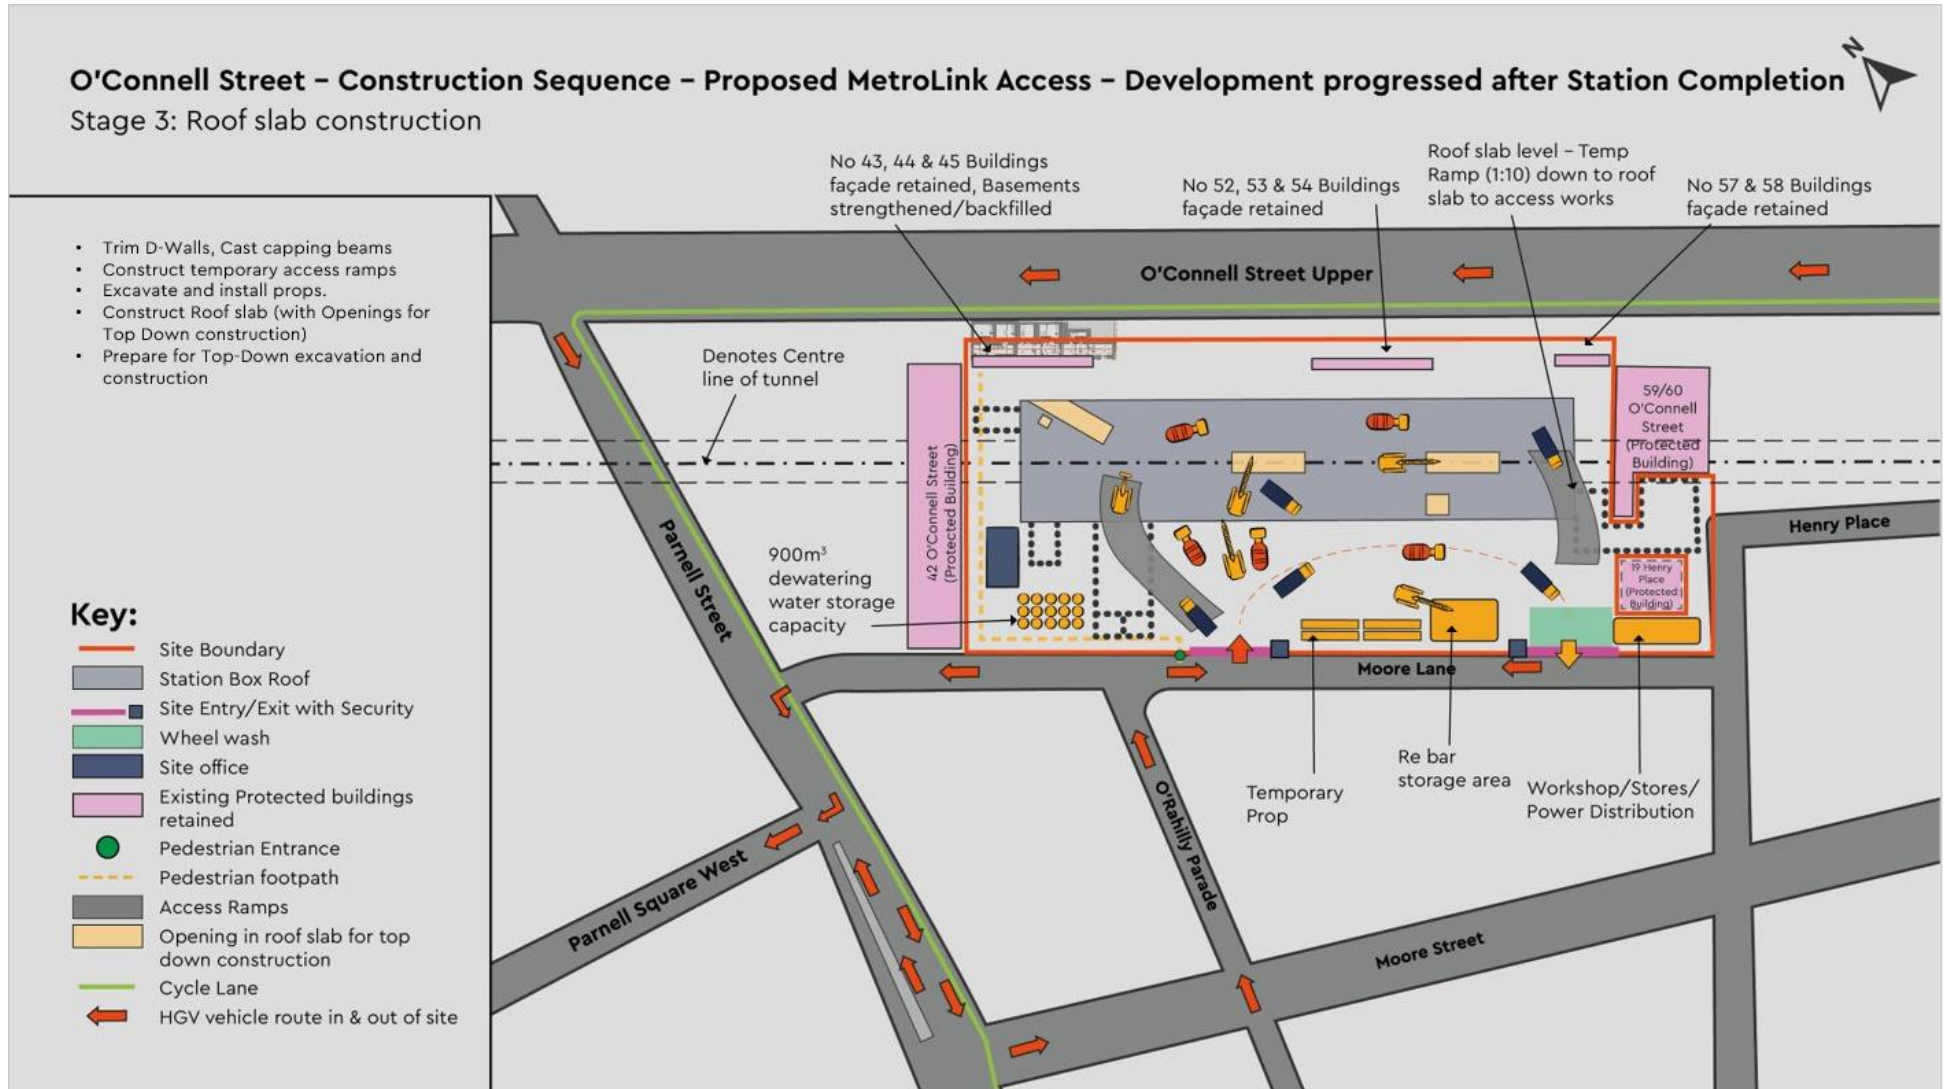 O'Connell Street – Construction Sequence – Proposed MetroLink Access – Development progressed after Station Completion
Stage 3: Roof slab construction
N
• Trim D-Walls, Cast capping beams
• Construct temporary access ramps
• Excavate and install props.
• Construct Roof slab (with Openings for
Top Down construction)
• Prepare for Top-Down excavation and
construction
Key:
Site Boundary
Station Box Roof
Site Entry/Exit with Security
Wheel wash
Site office
Existing Protected buildings
retained
Pedestrian Entrance
Pedestrian footpath
Access Ramps
Opening in roof slab for top
down construction
Cycle Lane
HGV vehicle route in & out of site
No 43, 44 & 45 Buildings
façade retained, Basements
strengthened/backfilled
No 52, 53 & 54 Buildings
façade retained
Roof slab level – Temp
Ramp (1:10) down to roof
slab to access works
No 57 & 58 Buildings
façade retained
O'Connell Street Upper
Denotes Centre
line of tunnel
42 O'Connell Street
(Protected Building)
59/60
O'Connell
Street
(Protected
Building)
Parnell Street
900m³
dewatering
water storage
capacity
Henry Place
19 Henry
Place
(Protected
Building)
Moore Lane
Temporary
Prop
Re bar
storage area
Workshop/Stores/
Power Distribution
O'Rahilly Parade
Parnell Square West
Moore Street